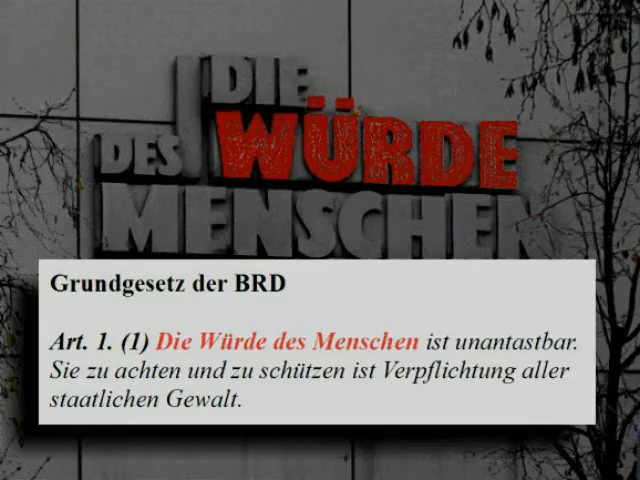 DIE
WÜRDE
DES
MENSCHEN
Grundgesetz der BRD
Art. 1. (1) Die Würde des Menschen ist unantastbar.
Sie zu achten und zu schützen ist Verpflichtung aller
staatlichen Gewalt.